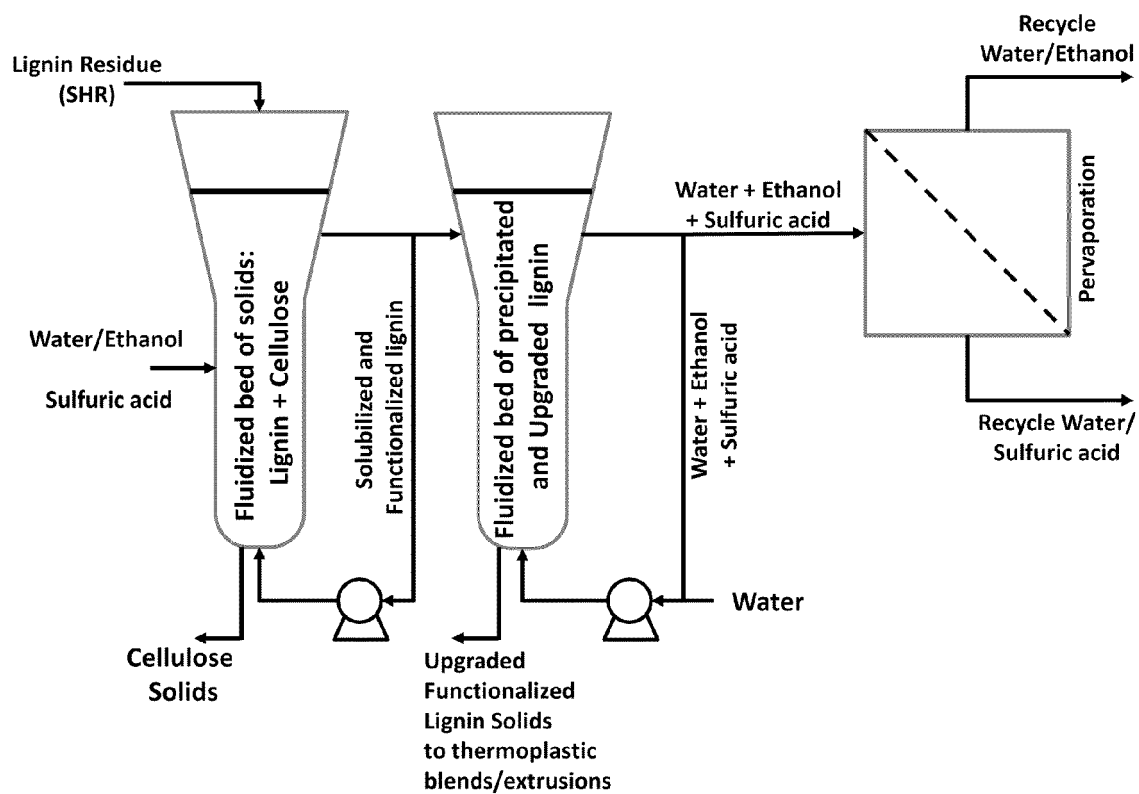 Recycle
Water/Ethanol
Lignin Residue
(SHR)
Water + Ethanol
+ Sulfuric acid
Pervaporation
Fluidized bed of solids:
Lignin + Cellulose
Fluidized bed of precipitated
and Upgraded lignin
Water/Ethanol
Sulfuric acid
Solubilized and
Functionalized lignin
Water + Ethanol
+ Sulfuric acid
Recycle Water/
Sulfuric acid
Water
Cellulose
Solids
Upgraded
Functionalized
Lignin Solids
to thermoplastic
blends/extrusions